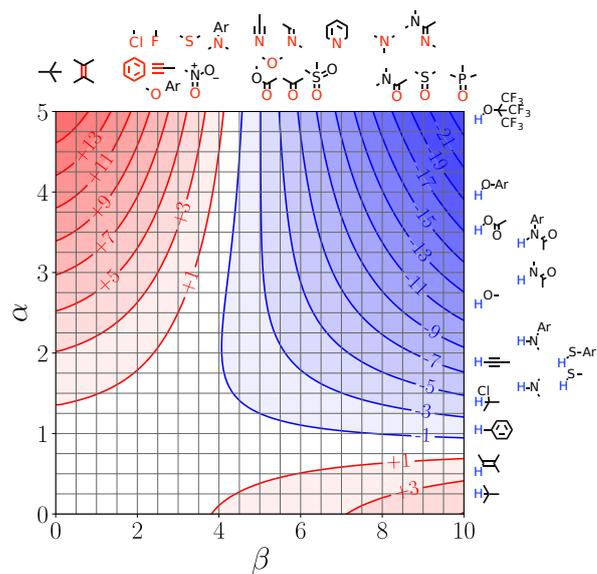 Ar
N
Cl F S N N N N N N
O
O Ar N+ O− O O S O N S P
O O O O O O O
5
4
3
2
1
0
α
0 2 4 6 8 10
β
+13
+11
+9
+7
+5
+3
+1
-21
-19
-17
-15
-13
-11
-9
-7
-5
-3
-1
+1
+3
CF3
H O CF3
CF3
H O-Ar
H O O
Ar
H N O
H N O
H O
Ar
H-N
H
S-Ar
H
S
H
H-N
Cl
H
H
H
H